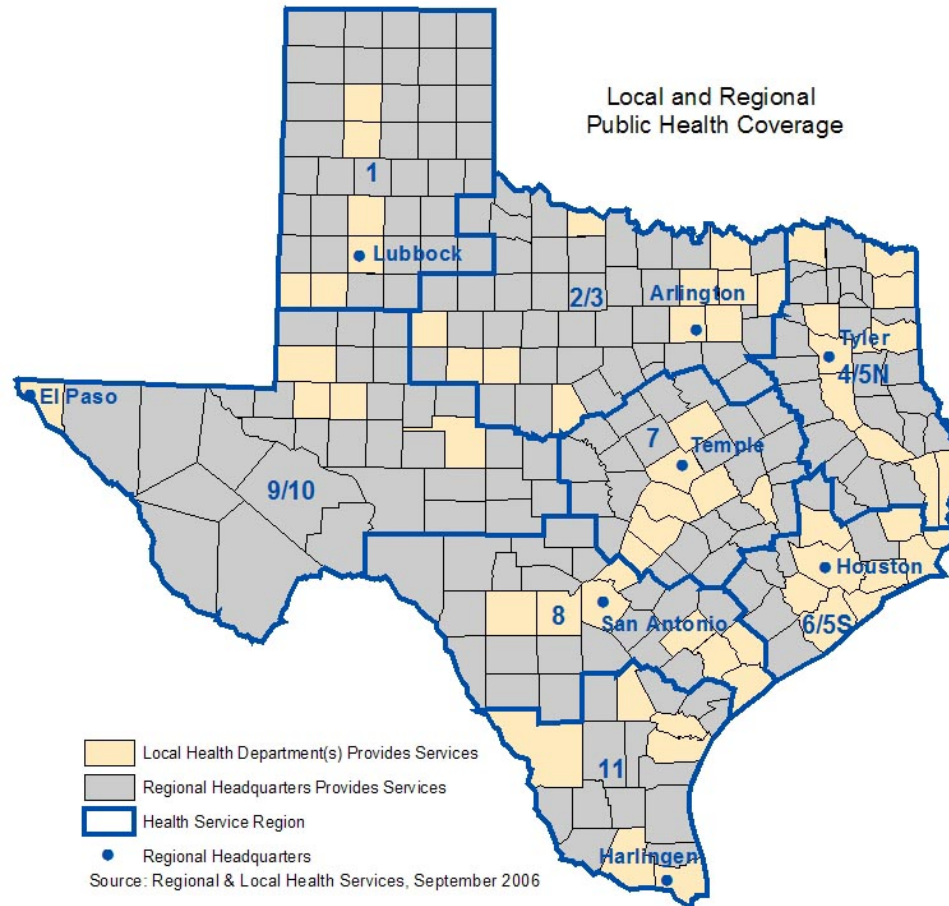 Local and Regional
Public Health Coverage
1
Lubbock
2/3
Arlington
Tyler
4/5N
El Paso
7
Temple
9/10
Houston
8
San Antonio
6/5S
11
Harlingen
Local Health Department(s) Provides Services
Regional Headquarters Provides Services
Health Service Region
Regional Headquarters
Source: Regional & Local Health Services, September 2006